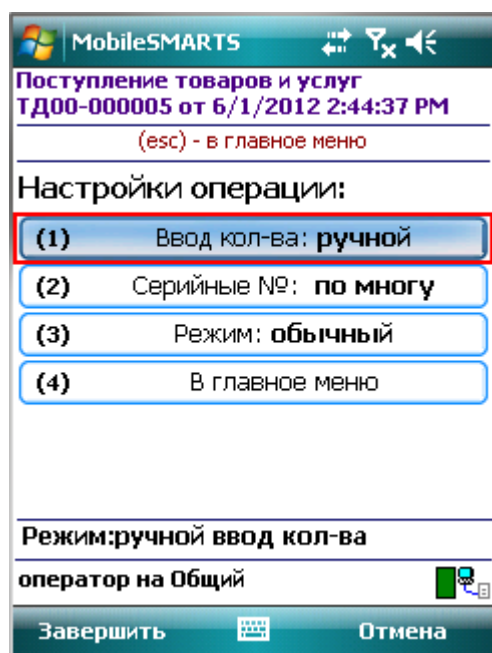 MobileSMARTS
Поступление товаров и услуг
ТД00-000005 от 6/1/2012 2:44:37 PM
(esc) - в главное меню
Настройки операции:
(1) Ввод кол-ва: ручной
(2) Серийные №: по многу
(3) Режим: обычный
(4) В главное меню
Режим:ручной ввод кол-ва
оператор на Общий
Завершить Отмена